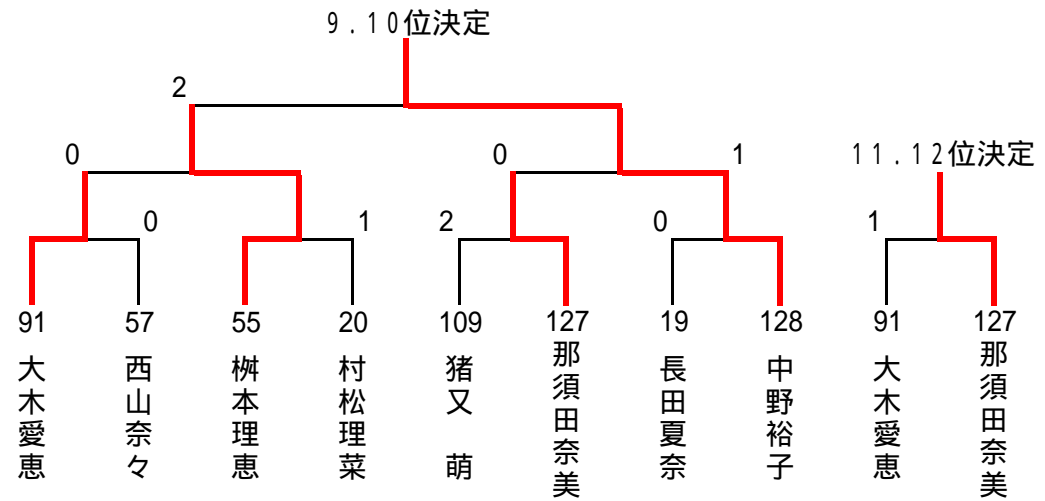 9.10位決定
2
0 0 1 11.12位決定
0 1 2 0 1
91 57 55 20 109 127 19 128 91 127
大木愛恵
西山奈々
桝本理恵
村松理菜
猪又 萌
那須田奈美
長田夏奈
中野裕子
大木愛恵
那須田奈美